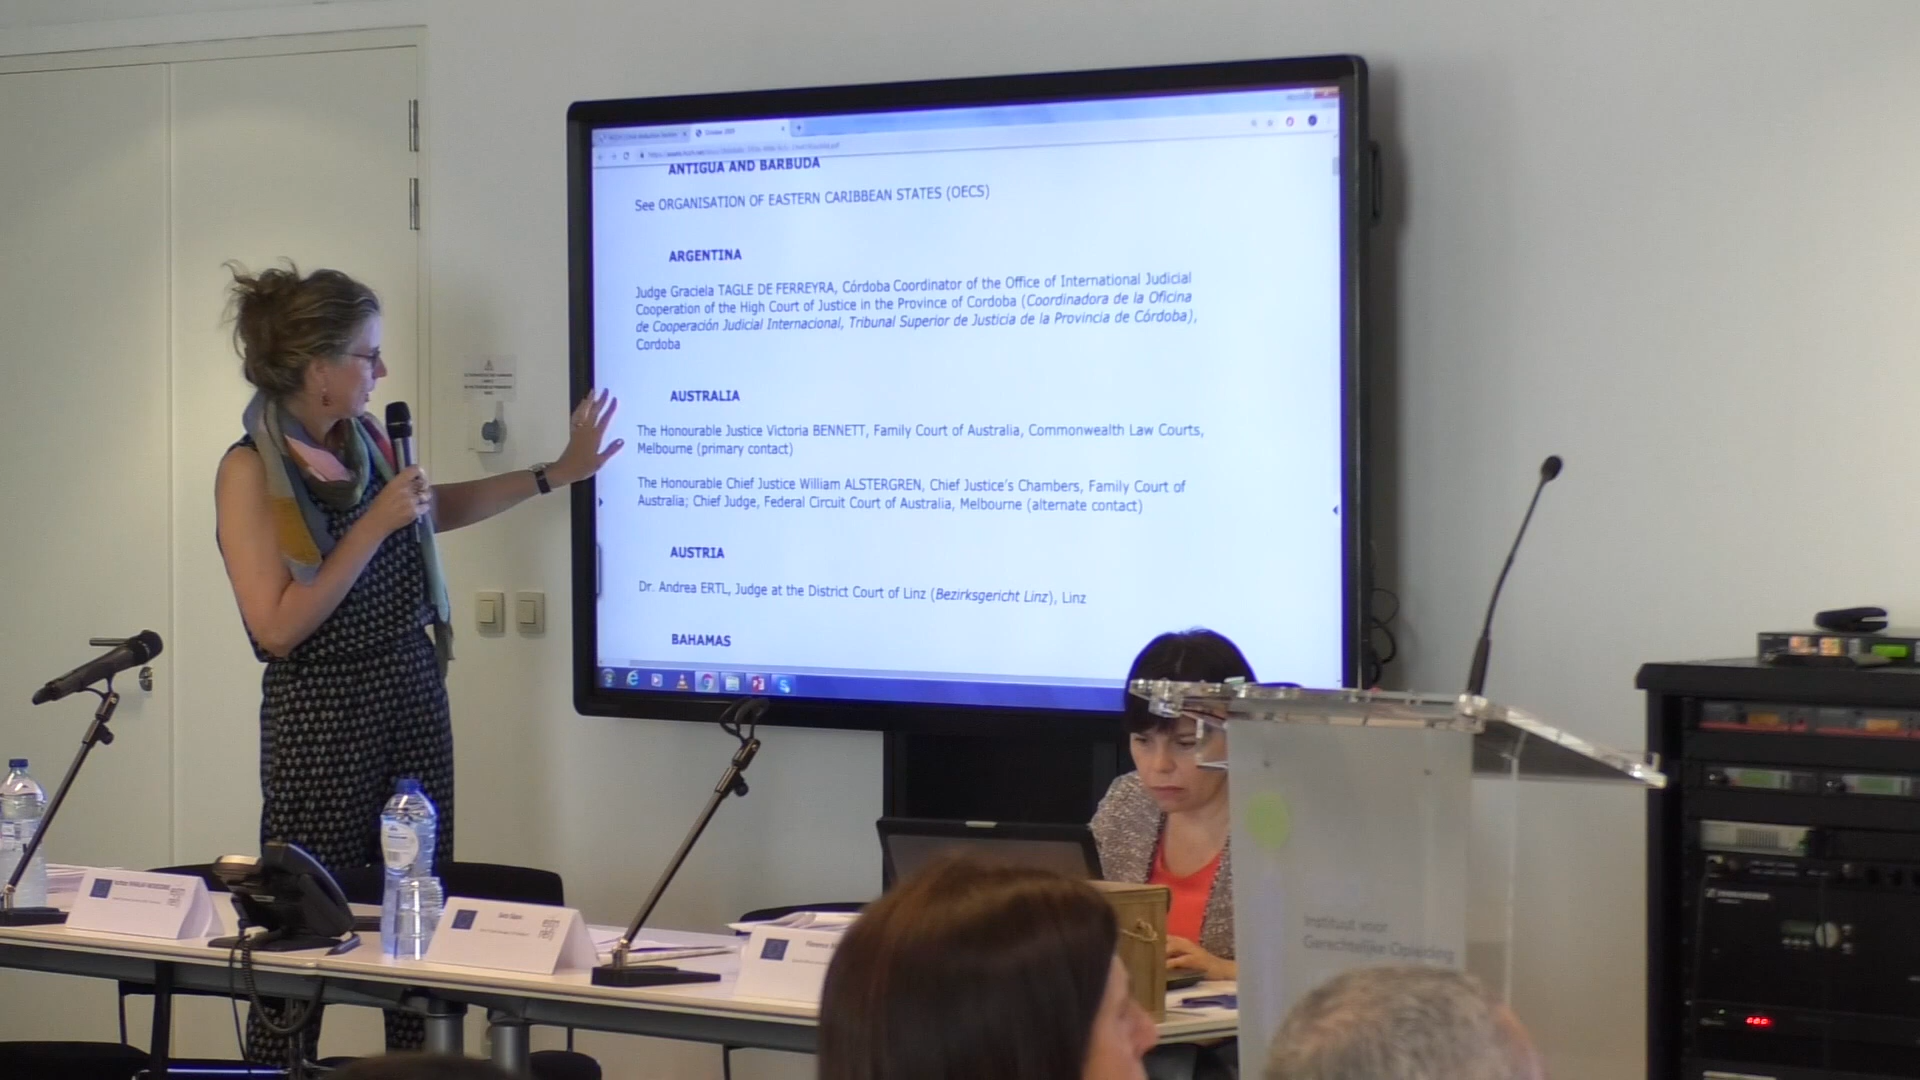 October 2019
ANTIGUA AND BARBUDA
See ORGANISATION OF EASTERN CARIBBEAN STATES (OECS)
ARGENTINA
Judge Graciela TAGLE DE FERREYRA, Córdoba Coordinator of the Office of International Judicial
Cooperation of the High Court of Justice in the Province of Cordoba (Coordinadora de la Oficina
de Cooperación Judicial Internacional, Tribunal Superior de Justicia de la Provincia de Córdoba),
Cordoba
AUSTRALIA
The Honourable Justice Victoria BENNETT, Family Court of Australia, Commonwealth Law Courts,
Melbourne (primary contact)
The Honourable Chief Justice William ALSTERGREN, Chief Justice's Chambers, Family Court of
Australia; Chief Judge, Federal Circuit Court of Australia, Melbourne (alternate contact)
AUSTRIA
Dr. Andrea ERTL, Judge at the District Court of Linz (Bezirksgericht Linz), Linz
BAHAMAS
Instituut voor
Gerechtelijke Opleiding